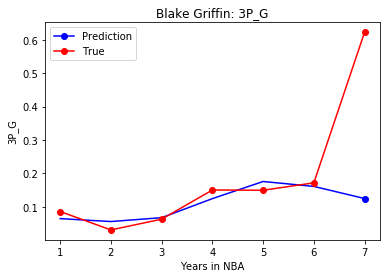 Blake Griffin: 3P_G
Prediction
True
0.6
0.5
0.4
0.3
0.2
0.1
3P_G
1 2 3 4 5 6 7
Years in NBA